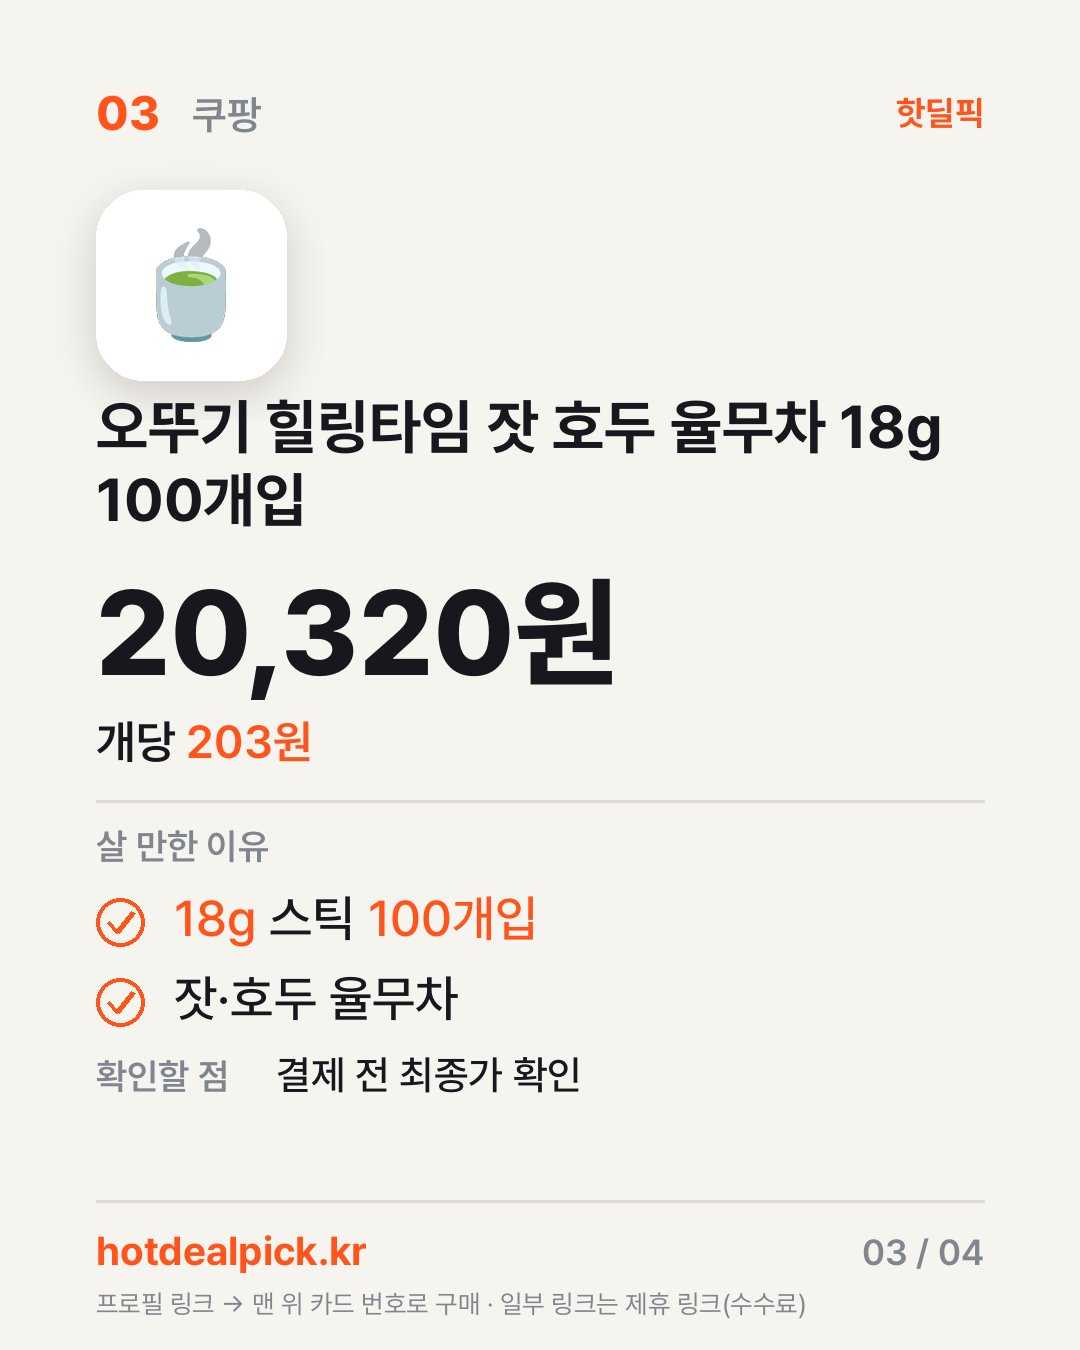 03 쿠팡
핫딜픽
오뚜기 힐링타임 잣 호두 율무차 18g
100개입
20,320원
개당 203원
살 만한 이유
18g 스틱 100개입
잣·호두 율무차
확인할 점 결제 전 최종가 확인
hotdealpick.kr
03 / 04
프로필 링크 → 맨 위 카드 번호로 구매 · 일부 링크는 제휴 링크(수수료)